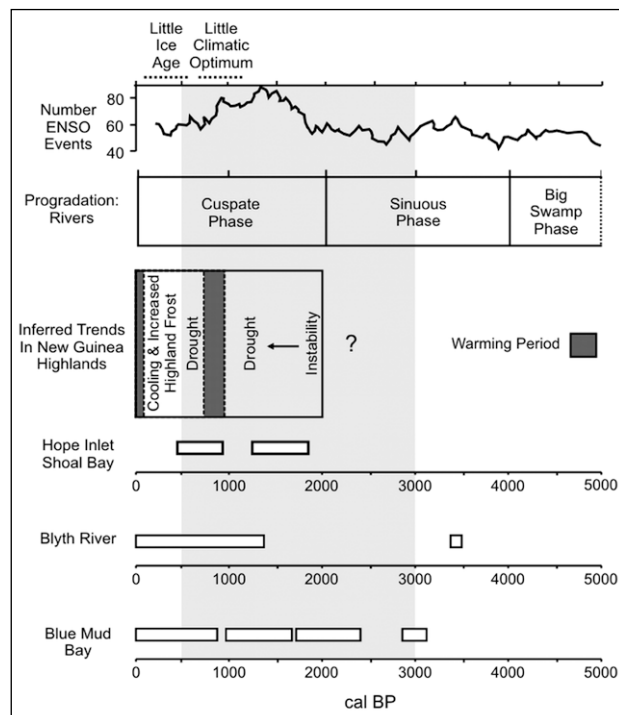 Little
Ice
Age
Little
Climatic
Optimum
Number
ENSO
Events
80
60
40
Progradation:
Rivers
Cuspate
Phase
Sinuous
Phase
Big
Swamp
Phase
Inferred Trends
In New Guinea
Highlands
Cooling & Increased
Highland Frost
Drought
Drought
Instability
?
Warming Period
Hope Inlet
Shoal Bay
0 1000 2000 3000 4000 5000
Blyth River
0 1000 2000 3000 4000 5000
Blue Mud
Bay
0 1000 2000 3000 4000 5000
cal BP